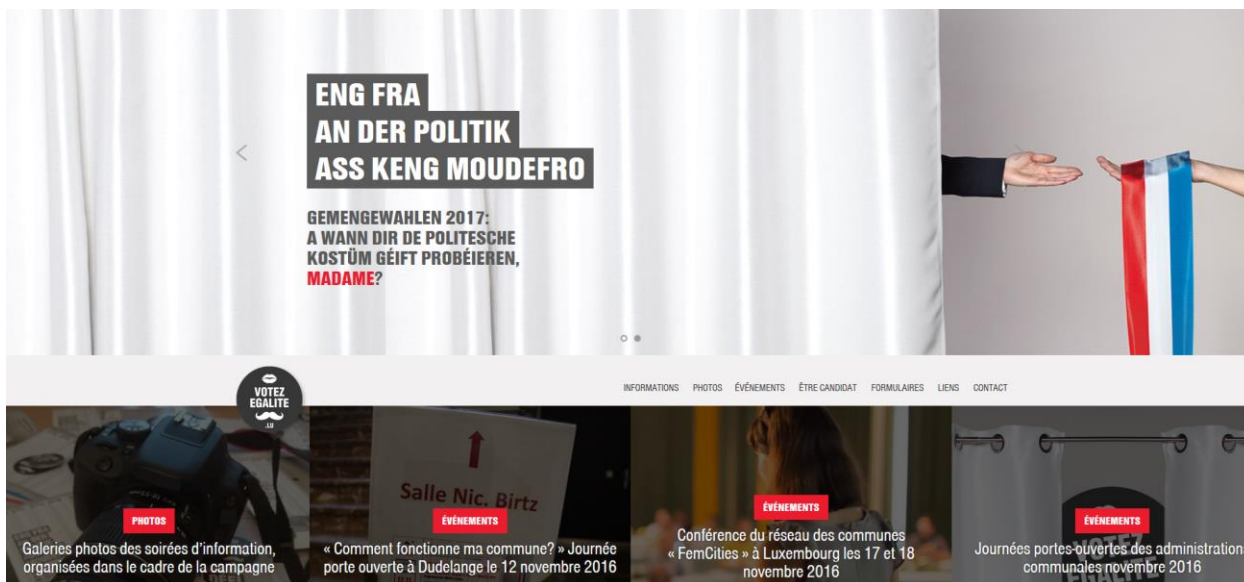 ENG FRA
AN DER POLITIK
ASS KENG MOUDEFRO
GEMENGEWAHLEN 2017:
A WANN DIR DE POLITESCHE
KOSTÜM GÉIFT PROBÉIEREN,
MADAME?
VOTEZ
EGALITE
.LU
INFORMATIONS PHOTOS ÉVÉNEMENTS ÊTRE CANDIDAT FORMULAIRES LIENS CONTACT
PHOTOS
Galeries photos des soirées d'information,
organisées dans le cadre de la campagne
Salle Nic. Birtz
ÉVÉNEMENTS
« Comment fonctionne ma commune? » Journée
porte ouverte à Dudelange le 12 novembre 2016
ÉVÉNEMENTS
Conférence du réseau des communes
« FemCities » à Luxembourg les 17 et 18
novembre 2016
ÉVÉNEMENTS
Journées portes-ouvertes des administrations
communales novembre 2016
VOTEZ
EGALITE